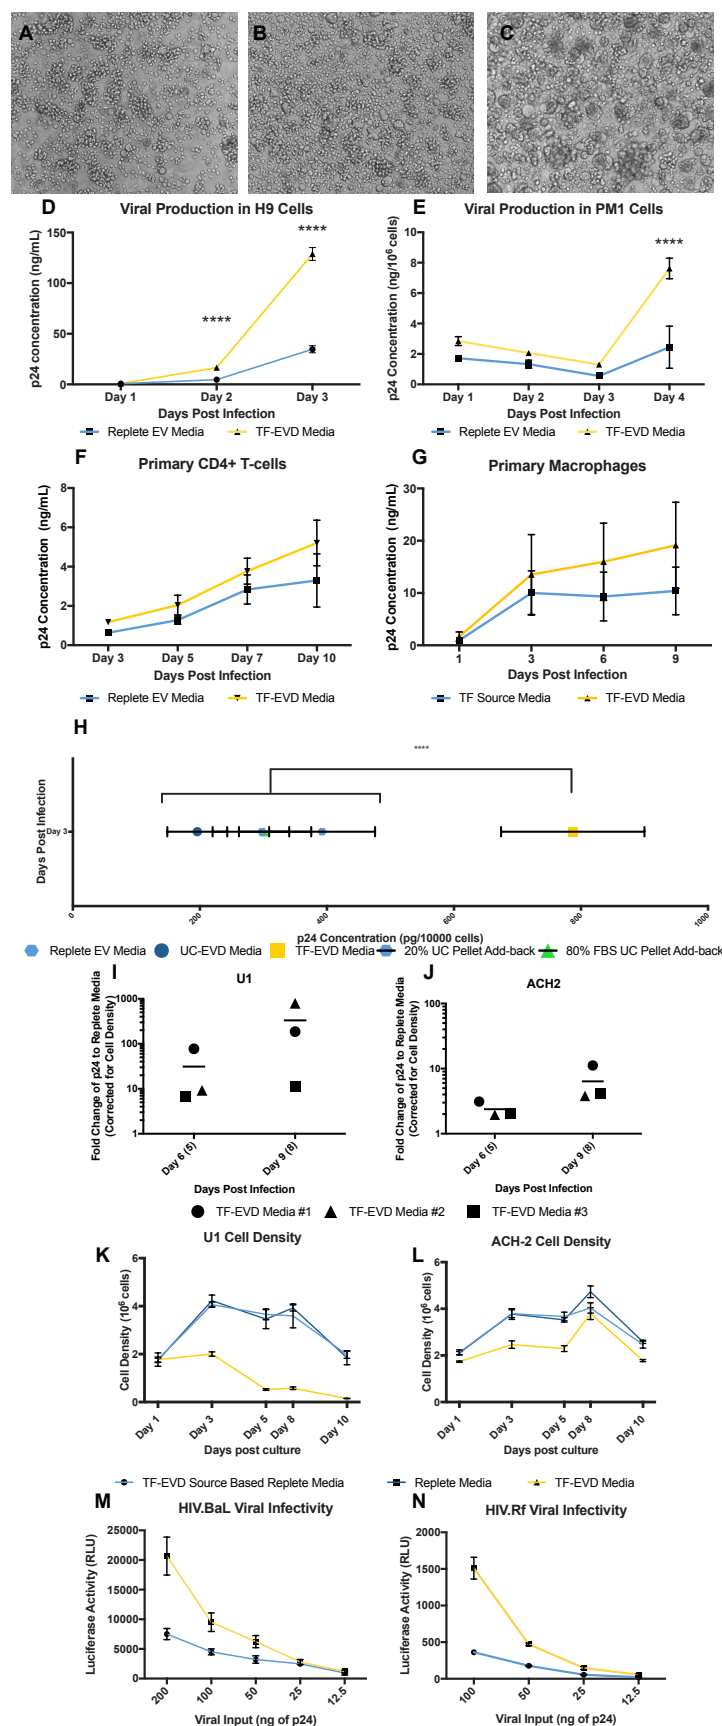 A
B
C
D
Viral Production in H9 Cells
p24 concentration (ng/mL)
150
100
50
0
****
****
Day 1
Day 2
Day 3
Days Post Infection
Replete EV Media
TF-EVD Media
E
Viral Production in PM1 Cells
p24 Concentration (ng/10⁶ cells)
8
6
4
2
0
****
Day 1
Day 2
Day 3
Day 4
Days Post Infection
Replete EV Media
TF-EVD Media
F
Primary CD4+ T-cells
p24 Concentration (ng/mL)
8
6
4
2
0
Day 3
Day 5
Day 7
Day 10
Days Post Infection
Replete EV Media
TF-EVD Media
G
Primary Macrophages
p24 Concentration (ng/mL)
30
20
10
0
1
3
6
9
Days Post Infection
TF Source Media
TF-EVD Media
H
****
Days Post Infection
Day 3
0
200
400
600
800
1000
p24 Concentration (pg/10000 cells)
Replete EV Media
UC-EVD Media
TF-EVD Media
20% UC Pellet Add-back
80% FBS UC Pellet Add-back
I
U1
Fold Change of p24 to Replete Media
(Corrected for Cell Density)
1000
100
10
1
Day 6 (5)
Day 9 (8)
Days Post Infection
J
ACH2
Fold Change of p24 to Replete Media
(Corrected for Cell Density)
100
10
1
Day 6 (5)
Day 9 (8)
Days Post Infection
TF-EVD Media #1
TF-EVD Media #2
TF-EVD Media #3
K
U1 Cell Density
Cell Density (10⁶ cells)
6
4
2
0
Day 1
Day 3
Day 5
Day 8
Day 10
Days post culture
L
ACH-2 Cell Density
Cell Density (10⁶ cells)
6
4
2
0
Day 1
Day 3
Day 5
Day 8
Day 10
Days post culture
TF-EVD Source Based Replete Media
Replete Media
TF-EVD Media
M
HIV.BaL Viral Infectivity
Luciferase Activity (RLU)
25000
20000
15000
10000
5000
0
200
100
50
25
12.5
Viral Input (ng of p24)
N
HIV.Rf Viral Infectivity
Luciferase Activity (RLU)
2000
1500
1000
500
0
100
50
25
12.5
Viral Input (ng of p24)